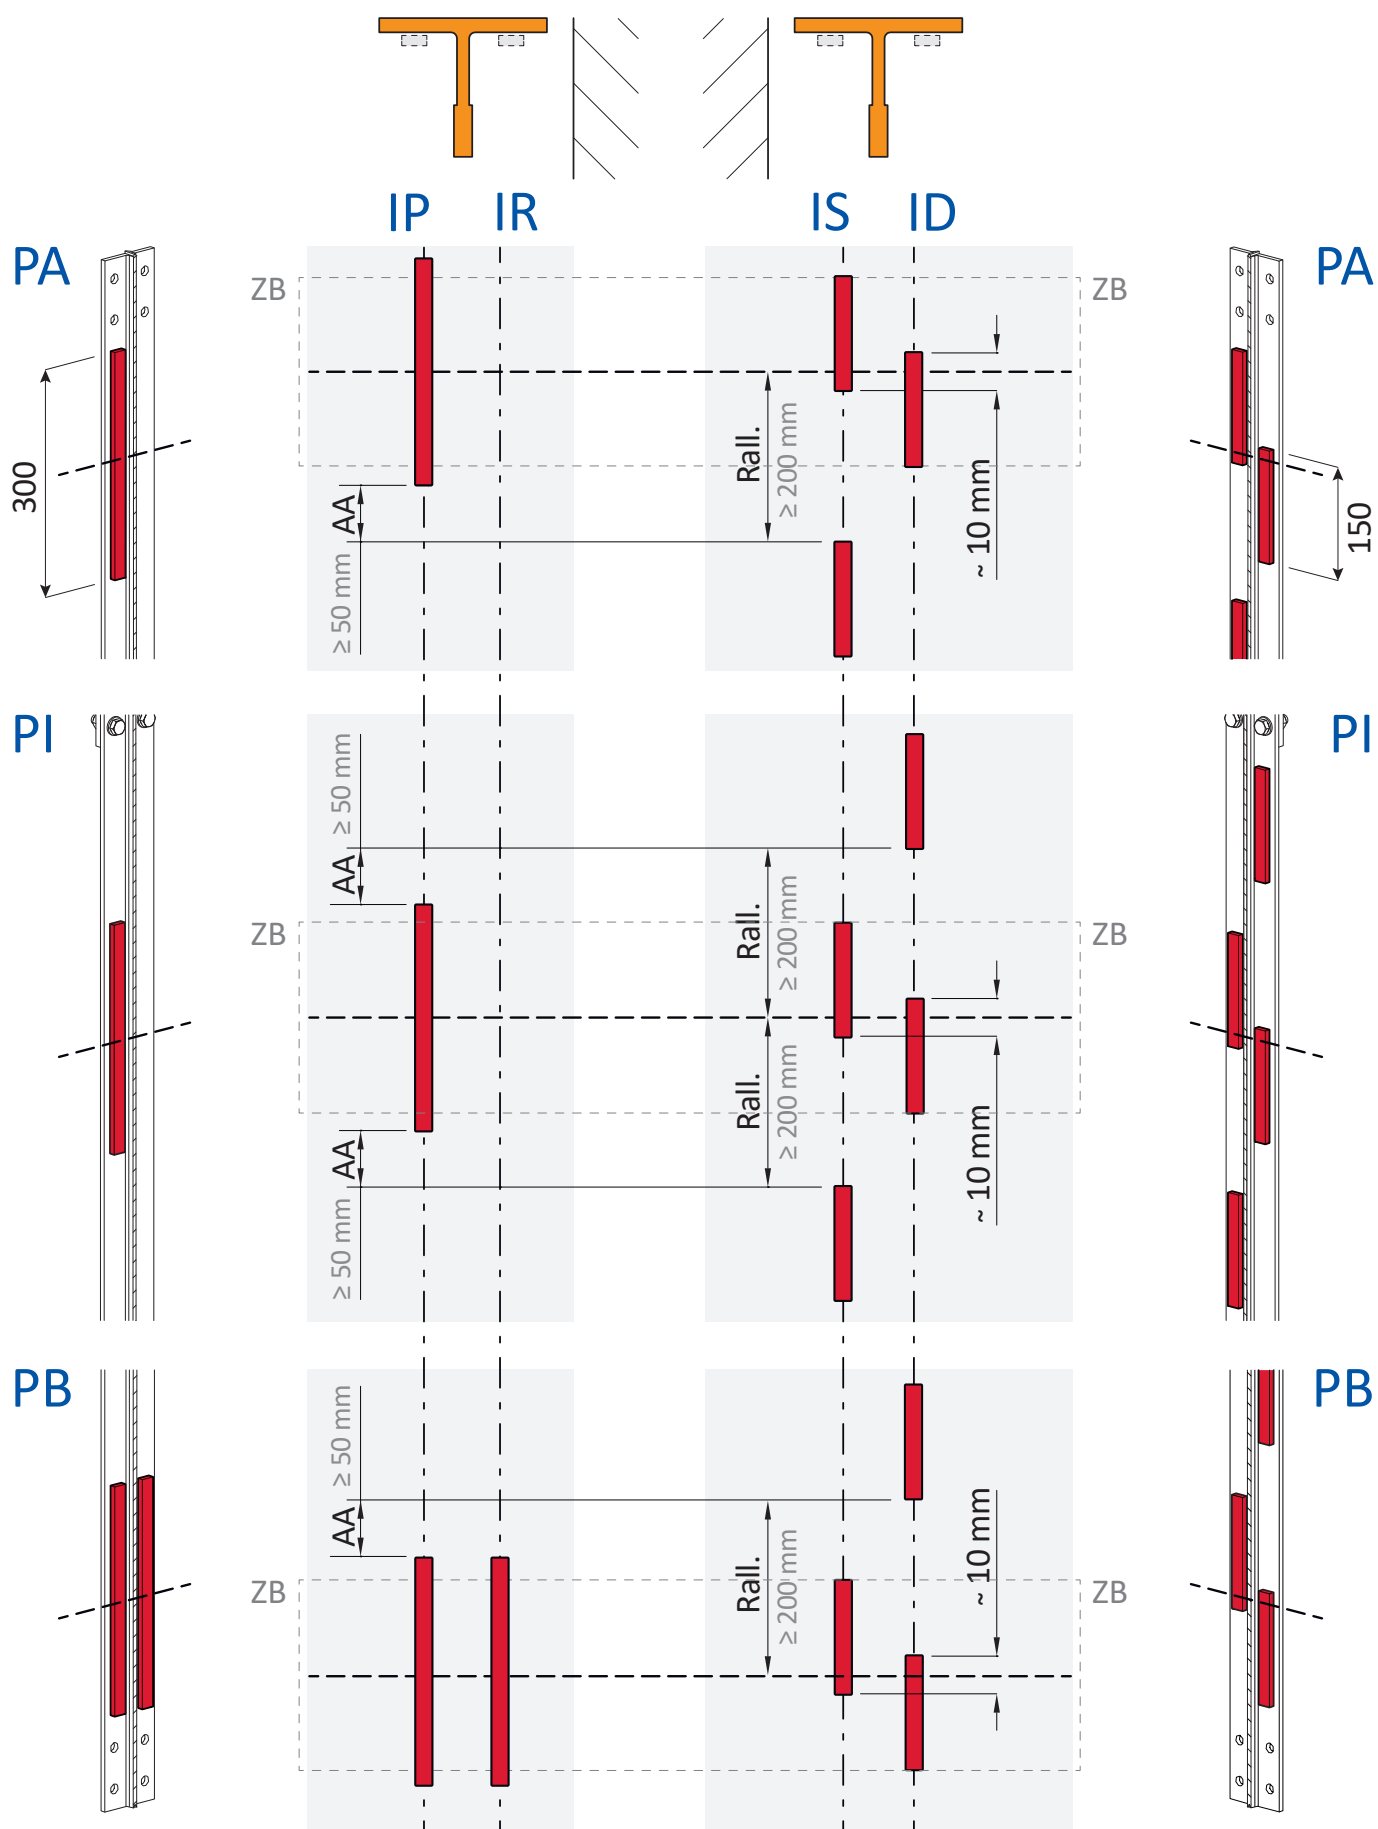 IP IR IS ID
PA PA
ZB ZB
300
AA
≥ 50 mm
Rall.
≥ 200 mm
~ 10 mm
150
PI PI
≥ 50 mm
AA
Rall.
≥ 200 mm
ZB ZB
Rall.
≥ 200 mm
AA
≥ 50 mm
~ 10 mm
PB PB
≥ 50 mm
AA
Rall.
≥ 200 mm
~ 10 mm
ZB ZB